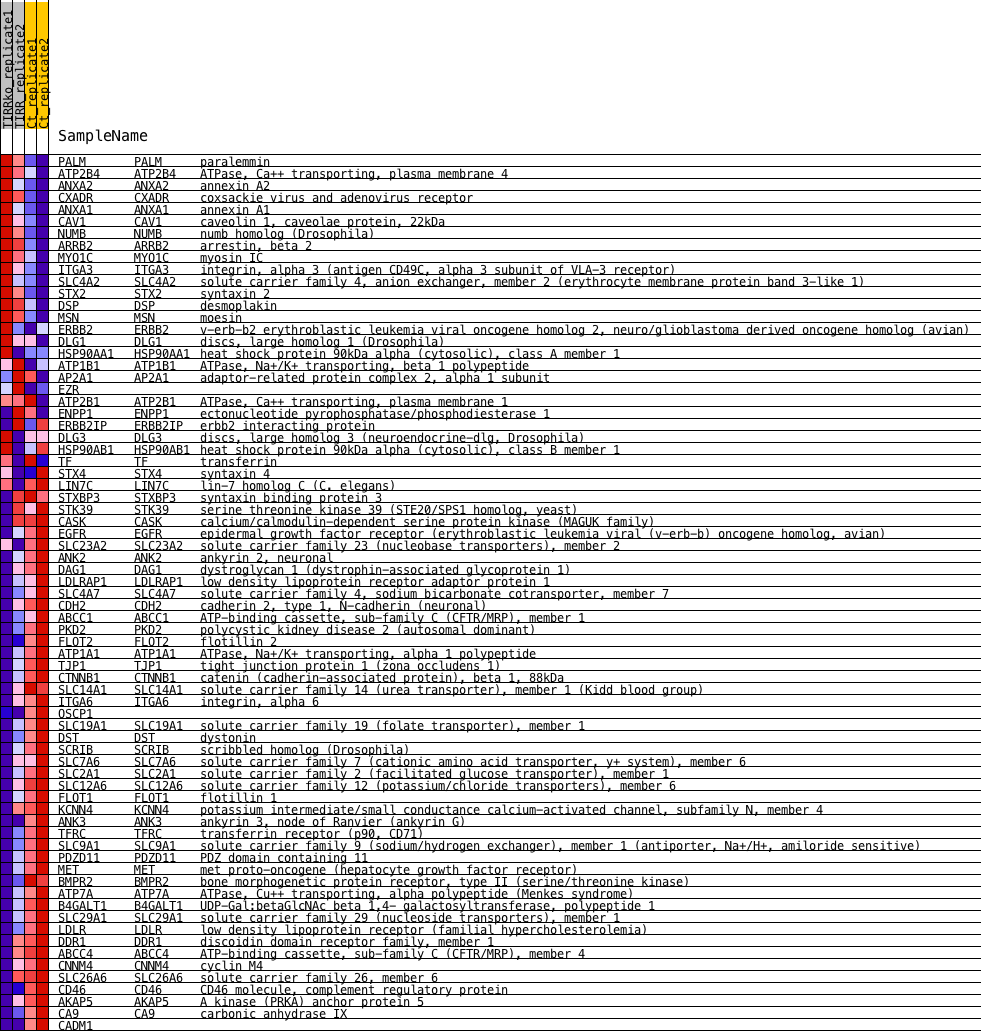 TIRRko_replicate1
TIRR_replicate2
Ct_replicate1
Ct_replicate2
SampleName
PALM PALM paralemmin
ATP2B4 ATP2B4 ATPase, Ca++ transporting, plasma membrane 4
ANXA2 ANXA2 annexin A2
CXADR CXADR coxsackie virus and adenovirus receptor
ANXA1 ANXA1 annexin A1
CAV1 CAV1 caveolin 1, caveolae protein, 22kDa
NUMB NUMB numb homolog (Drosophila)
ARRB2 ARRB2 arrestin, beta 2
MYO1C MYO1C myosin IC
ITGA3 ITGA3 integrin, alpha 3 (antigen CD49C, alpha 3 subunit of VLA-3 receptor)
SLC4A2 SLC4A2 solute carrier family 4, anion exchanger, member 2 (erythrocyte membrane protein band 3-like 1)
STX2 STX2 syntaxin 2
DSP DSP desmoplakin
MSN MSN moesin
ERBB2 ERBB2 v-erb-b2 erythroblastic leukemia viral oncogene homolog 2, neuro/glioblastoma derived oncogene homolog (avian)
DLG1 DLG1 discs, large homolog 1 (Drosophila)
HSP90AA1 HSP90AA1 heat shock protein 90kDa alpha (cytosolic), class A member 1
ATP1B1 ATP1B1 ATPase, Na+/K+ transporting, beta 1 polypeptide
AP2A1 AP2A1 adaptor-related protein complex 2, alpha 1 subunit
EZR
ATP2B1 ATP2B1 ATPase, Ca++ transporting, plasma membrane 1
ENPP1 ENPP1 ectonucleotide pyrophosphatase/phosphodiesterase 1
ERBB2IP ERBB2IP erbb2 interacting protein
DLG3 DLG3 discs, large homolog 3 (neuroendocrine-dlg, Drosophila)
HSP90AB1 HSP90AB1 heat shock protein 90kDa alpha (cytosolic), class B member 1
TF TF transferrin
STX4 STX4 syntaxin 4
LIN7C LIN7C lin-7 homolog C (C. elegans)
STXBP3 STXBP3 syntaxin binding protein 3
STK39 STK39 serine threonine kinase 39 (STE20/SPS1 homolog, yeast)
CASK CASK calcium/calmodulin-dependent serine protein kinase (MAGUK family)
EGFR EGFR epidermal growth factor receptor (erythroblastic leukemia viral (v-erb-b) oncogene homolog, avian)
SLC23A2 SLC23A2 solute carrier family 23 (nucleobase transporters), member 2
ANK2 ANK2 ankyrin 2, neuronal
DAG1 DAG1 dystroglycan 1 (dystrophin-associated glycoprotein 1)
LDLRAP1 LDLRAP1 low density lipoprotein receptor adaptor protein 1
SLC4A7 SLC4A7 solute carrier family 4, sodium bicarbonate cotransporter, member 7
CDH2 CDH2 cadherin 2, type 1, N-cadherin (neuronal)
ABCC1 ABCC1 ATP-binding cassette, sub-family C (CFTR/MRP), member 1
PKD2 PKD2 polycystic kidney disease 2 (autosomal dominant)
FLOT2 FLOT2 flotillin 2
ATP1A1 ATP1A1 ATPase, Na+/K+ transporting, alpha 1 polypeptide
TJP1 TJP1 tight junction protein 1 (zona occludens 1)
CTNNB1 CTNNB1 catenin (cadherin-associated protein), beta 1, 88kDa
SLC14A1 SLC14A1 solute carrier family 14 (urea transporter), member 1 (Kidd blood group)
ITGA6 ITGA6 integrin, alpha 6
OSCP1
SLC19A1 SLC19A1 solute carrier family 19 (folate transporter), member 1
DST DST dystonin
SCRIB SCRIB scribbled homolog (Drosophila)
SLC7A6 SLC7A6 solute carrier family 7 (cationic amino acid transporter, y+ system), member 6
SLC2A1 SLC2A1 solute carrier family 2 (facilitated glucose transporter), member 1
SLC12A6 SLC12A6 solute carrier family 12 (potassium/chloride transporters), member 6
FLOT1 FLOT1 flotillin 1
KCNN4 KCNN4 potassium intermediate/small conductance calcium-activated channel, subfamily N, member 4
ANK3 ANK3 ankyrin 3, node of Ranvier (ankyrin G)
TFRC TFRC transferrin receptor (p90, CD71)
SLC9A1 SLC9A1 solute carrier family 9 (sodium/hydrogen exchanger), member 1 (antiporter, Na+/H+, amiloride sensitive)
PDZD11 PDZD11 PDZ domain containing 11
MET MET met proto-oncogene (hepatocyte growth factor receptor)
BMPR2 BMPR2 bone morphogenetic protein receptor, type II (serine/threonine kinase)
ATP7A ATP7A ATPase, Cu++ transporting, alpha polypeptide (Menkes syndrome)
B4GALT1 B4GALT1 UDP-Gal:betaGlcNAc beta 1,4- galactosyltransferase, polypeptide 1
SLC29A1 SLC29A1 solute carrier family 29 (nucleoside transporters), member 1
LDLR LDLR low density lipoprotein receptor (familial hypercholesterolemia)
DDR1 DDR1 discoidin domain receptor family, member 1
ABCC4 ABCC4 ATP-binding cassette, sub-family C (CFTR/MRP), member 4
CNNM4 CNNM4 cyclin M4
SLC26A6 SLC26A6 solute carrier family 26, member 6
CD46 CD46 CD46 molecule, complement regulatory protein
AKAP5 AKAP5 A kinase (PRKA) anchor protein 5
CA9 CA9 carbonic anhydrase IX
CADM1